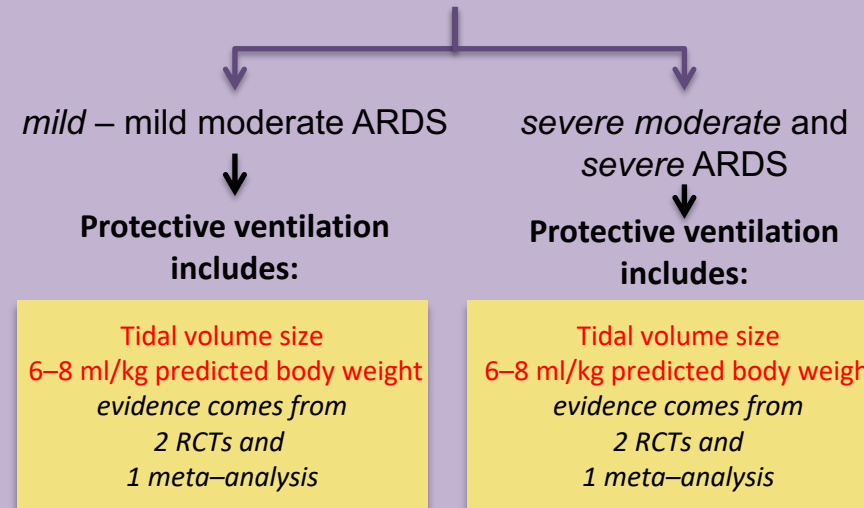 mild – mild moderate ARDS
Protective ventilation
includes:
Tidal volume size
6–8 ml/kg predicted body weight
evidence comes from
2 RCTs and
1 meta–analysis
severe moderate and
severe ARDS
Protective ventilation
includes:
Tidal volume size
6–8 ml/kg predicted body weigh
evidence comes from
2 RCTs and
1 meta–analysis